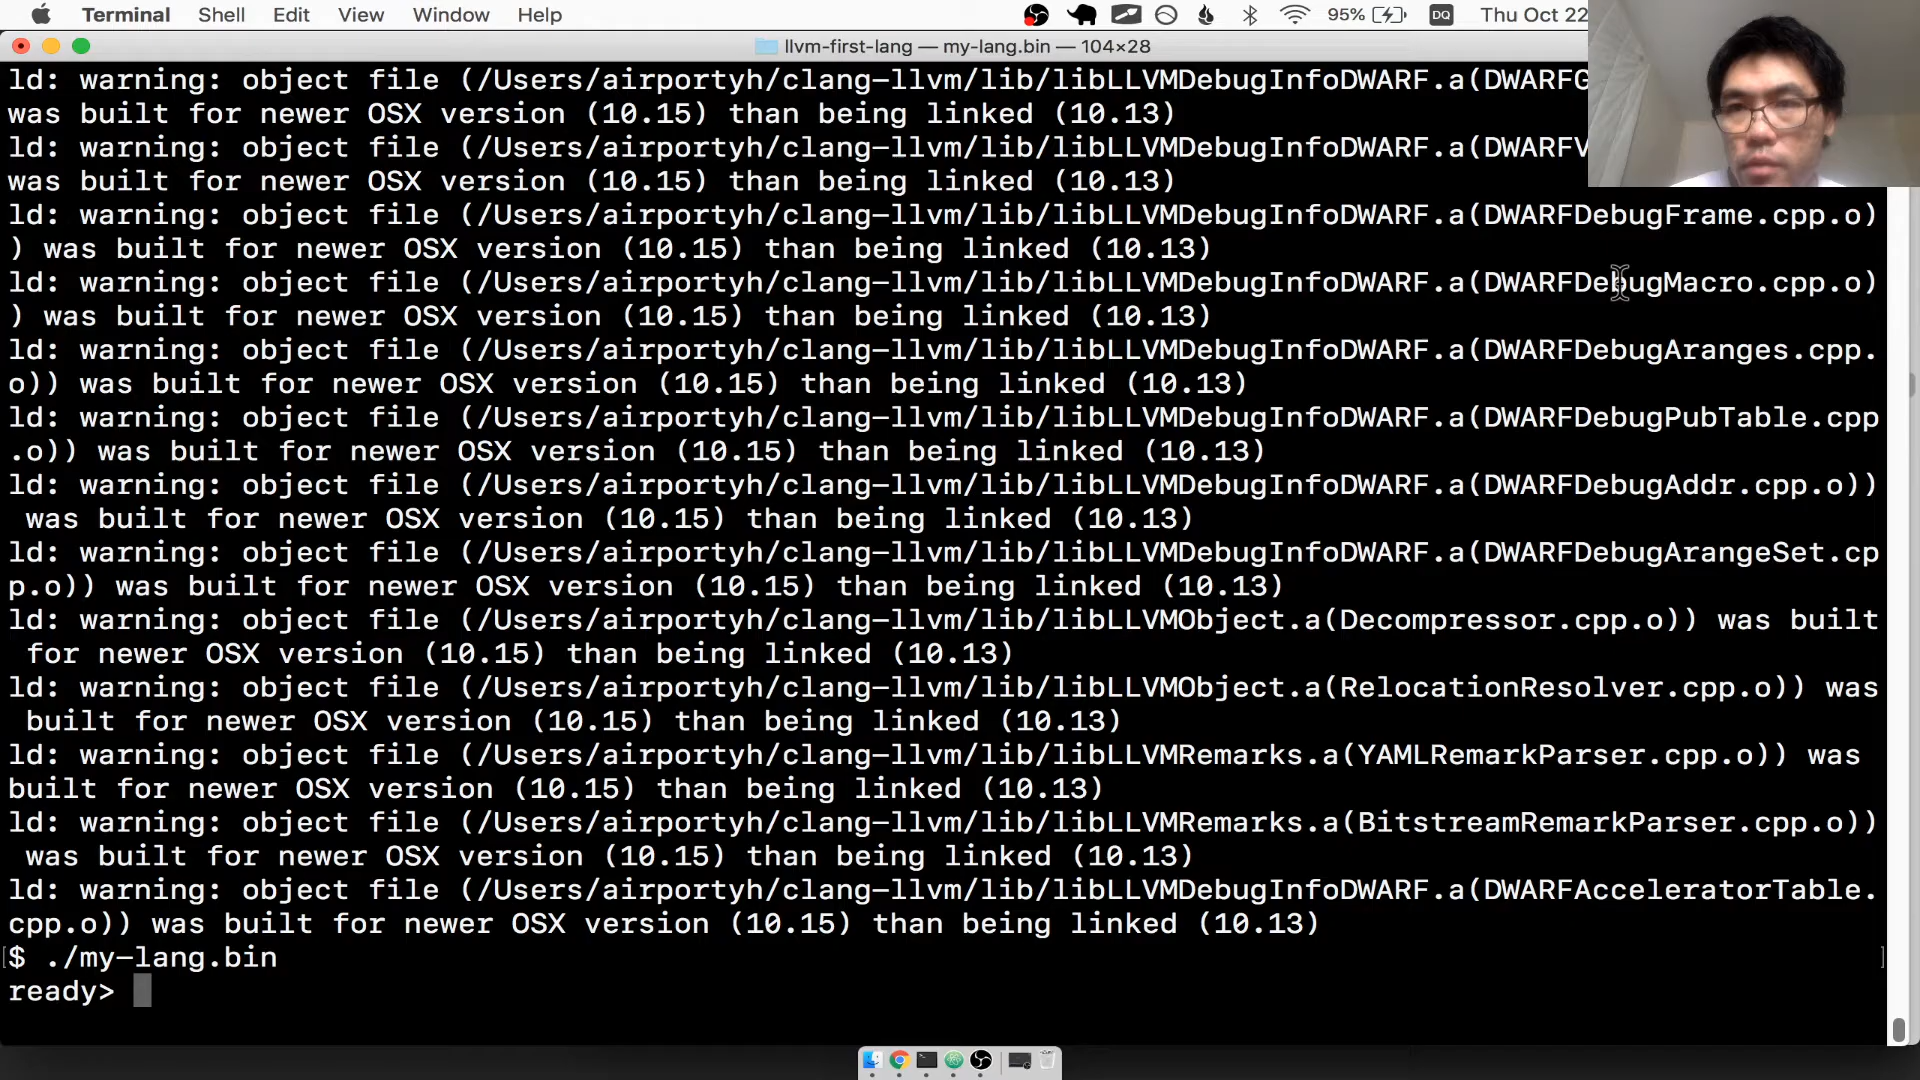 Terminal Shell Edit View Window Help 95% DQ Thu Oct 22
llvm-first-lang — my-lang.bin — 104×28
ld: warning: object file (/Users/airportyh/clang-llvm/lib/libLLVMDebugInfoDWARF.a(DWARFG
was built for newer OSX version (10.15) than being linked (10.13)
ld: warning: object file (/Users/airportyh/clang-llvm/lib/libLLVMDebugInfoDWARF.a(DWARFV
was built for newer OSX version (10.15) than being linked (10.13)
ld: warning: object file (/Users/airportyh/clang-llvm/lib/libLLVMDebugInfoDWARF.a(DWARFDebugFrame.cpp.o)
) was built for newer OSX version (10.15) than being linked (10.13)
ld: warning: object file (/Users/airportyh/clang-llvm/lib/libLLVMDebugInfoDWARF.a(DWARFDebugMacro.cpp.o)
) was built for newer OSX version (10.15) than being linked (10.13)
ld: warning: object file (/Users/airportyh/clang-llvm/lib/libLLVMDebugInfoDWARF.a(DWARFDebugAranges.cpp.
o)) was built for newer OSX version (10.15) than being linked (10.13)
ld: warning: object file (/Users/airportyh/clang-llvm/lib/libLLVMDebugInfoDWARF.a(DWARFDebugPubTable.cpp
.o)) was built for newer OSX version (10.15) than being linked (10.13)
ld: warning: object file (/Users/airportyh/clang-llvm/lib/libLLVMDebugInfoDWARF.a(DWARFDebugAddr.cpp.o))
 was built for newer OSX version (10.15) than being linked (10.13)
ld: warning: object file (/Users/airportyh/clang-llvm/lib/libLLVMDebugInfoDWARF.a(DWARFDebugArangeSet.cp
p.o)) was built for newer OSX version (10.15) than being linked (10.13)
ld: warning: object file (/Users/airportyh/clang-llvm/lib/libLLVMObject.a(Decompressor.cpp.o)) was built
 for newer OSX version (10.15) than being linked (10.13)
ld: warning: object file (/Users/airportyh/clang-llvm/lib/libLLVMObject.a(RelocationResolver.cpp.o)) was
 built for newer OSX version (10.15) than being linked (10.13)
ld: warning: object file (/Users/airportyh/clang-llvm/lib/libLLVMRemarks.a(YAMLRemarkParser.cpp.o)) was
built for newer OSX version (10.15) than being linked (10.13)
ld: warning: object file (/Users/airportyh/clang-llvm/lib/libLLVMRemarks.a(BitstreamRemarkParser.cpp.o))
 was built for newer OSX version (10.15) than being linked (10.13)
ld: warning: object file (/Users/airportyh/clang-llvm/lib/libLLVMDebugInfoDWARF.a(DWARFAcceleratorTable.
cpp.o)) was built for newer OSX version (10.15) than being linked (10.13)
[$ ./my-lang.bin ]
ready>